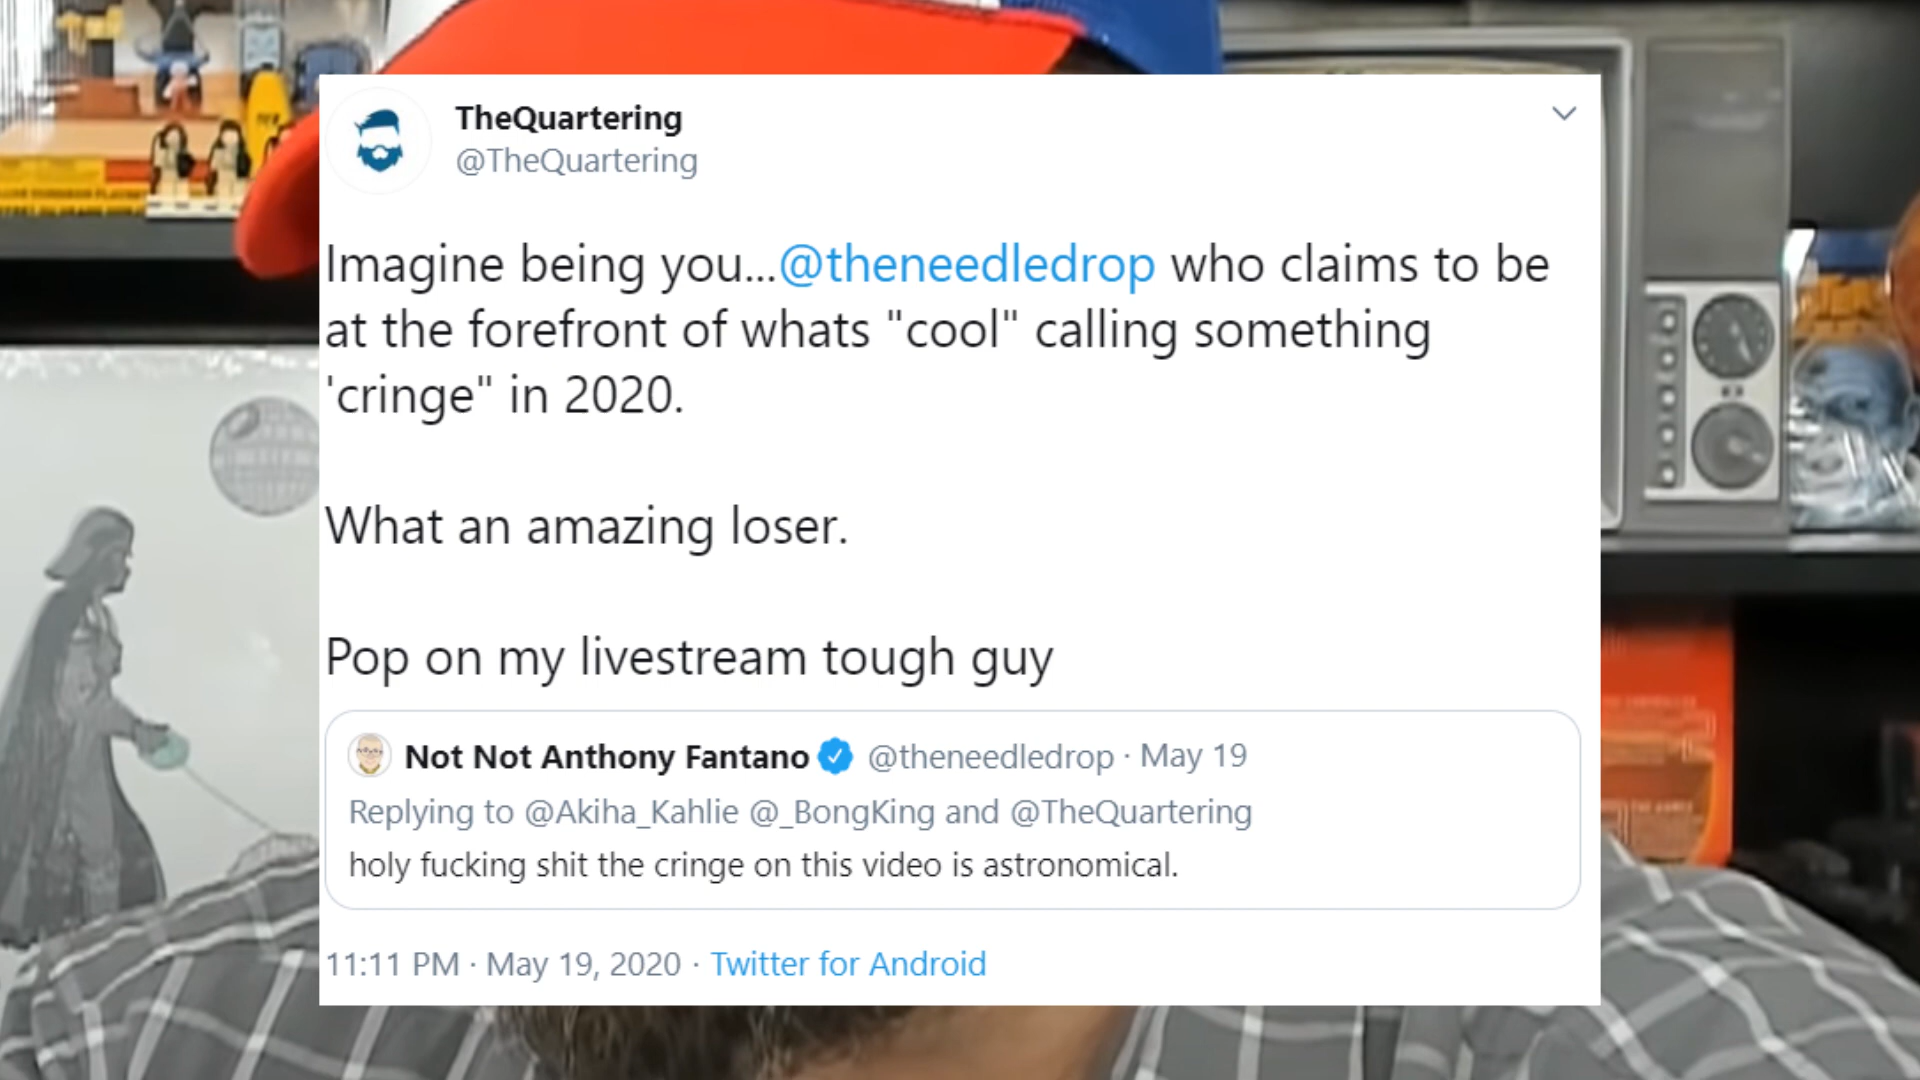 TheQuartering
@TheQuartering
Imagine being you...@theneedledrop who claims to be
at the forefront of whats "cool" calling something
'cringe" in 2020.
What an amazing loser.
Pop on my livestream tough guy
Not Not Anthony Fantano @theneedledrop · May 19
Replying to @Akiha_Kahlie @_BongKing and @TheQuartering
holy fucking shit the cringe on this video is astronomical.
11:11 PM · May 19, 2020 · Twitter for Android